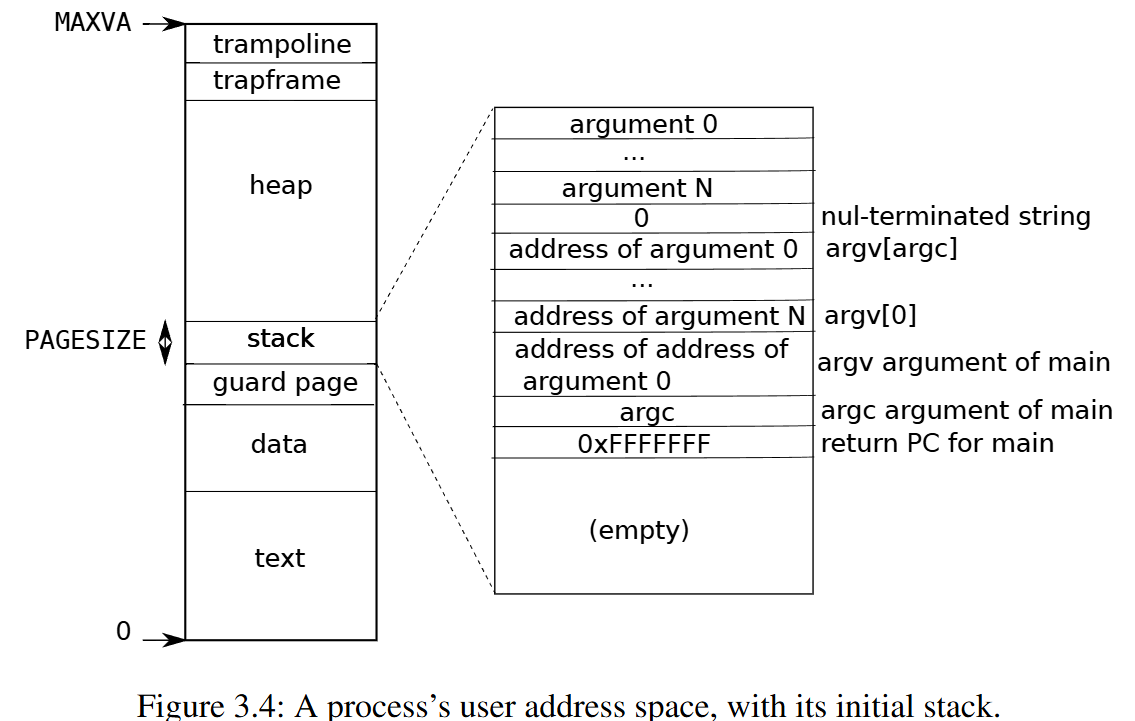 MAXVA
trampoline
trapframe
heap
PAGESIZE
stack
guard page
data
text
0
argument 0
...
argument N
0 nul-terminated string
address of argument 0 argv[argc]
...
address of argument N argv[0]
address of address of
argument 0 argv argument of main
argc argc argument of main
0xFFFFFFF return PC for main
(empty)
Figure 3.4: A process’s user address space, with its initial stack.